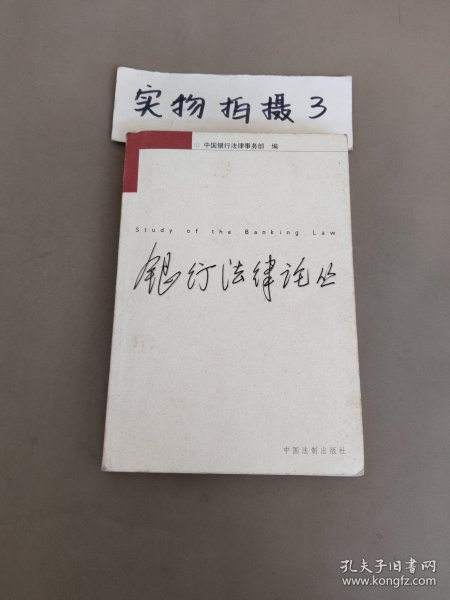 实物拍摄3
中国银行法律事务部 编
Study of the Banking Law
银行法律论丛
中国法制出版社
孔夫子旧书网
www.kongfz.com